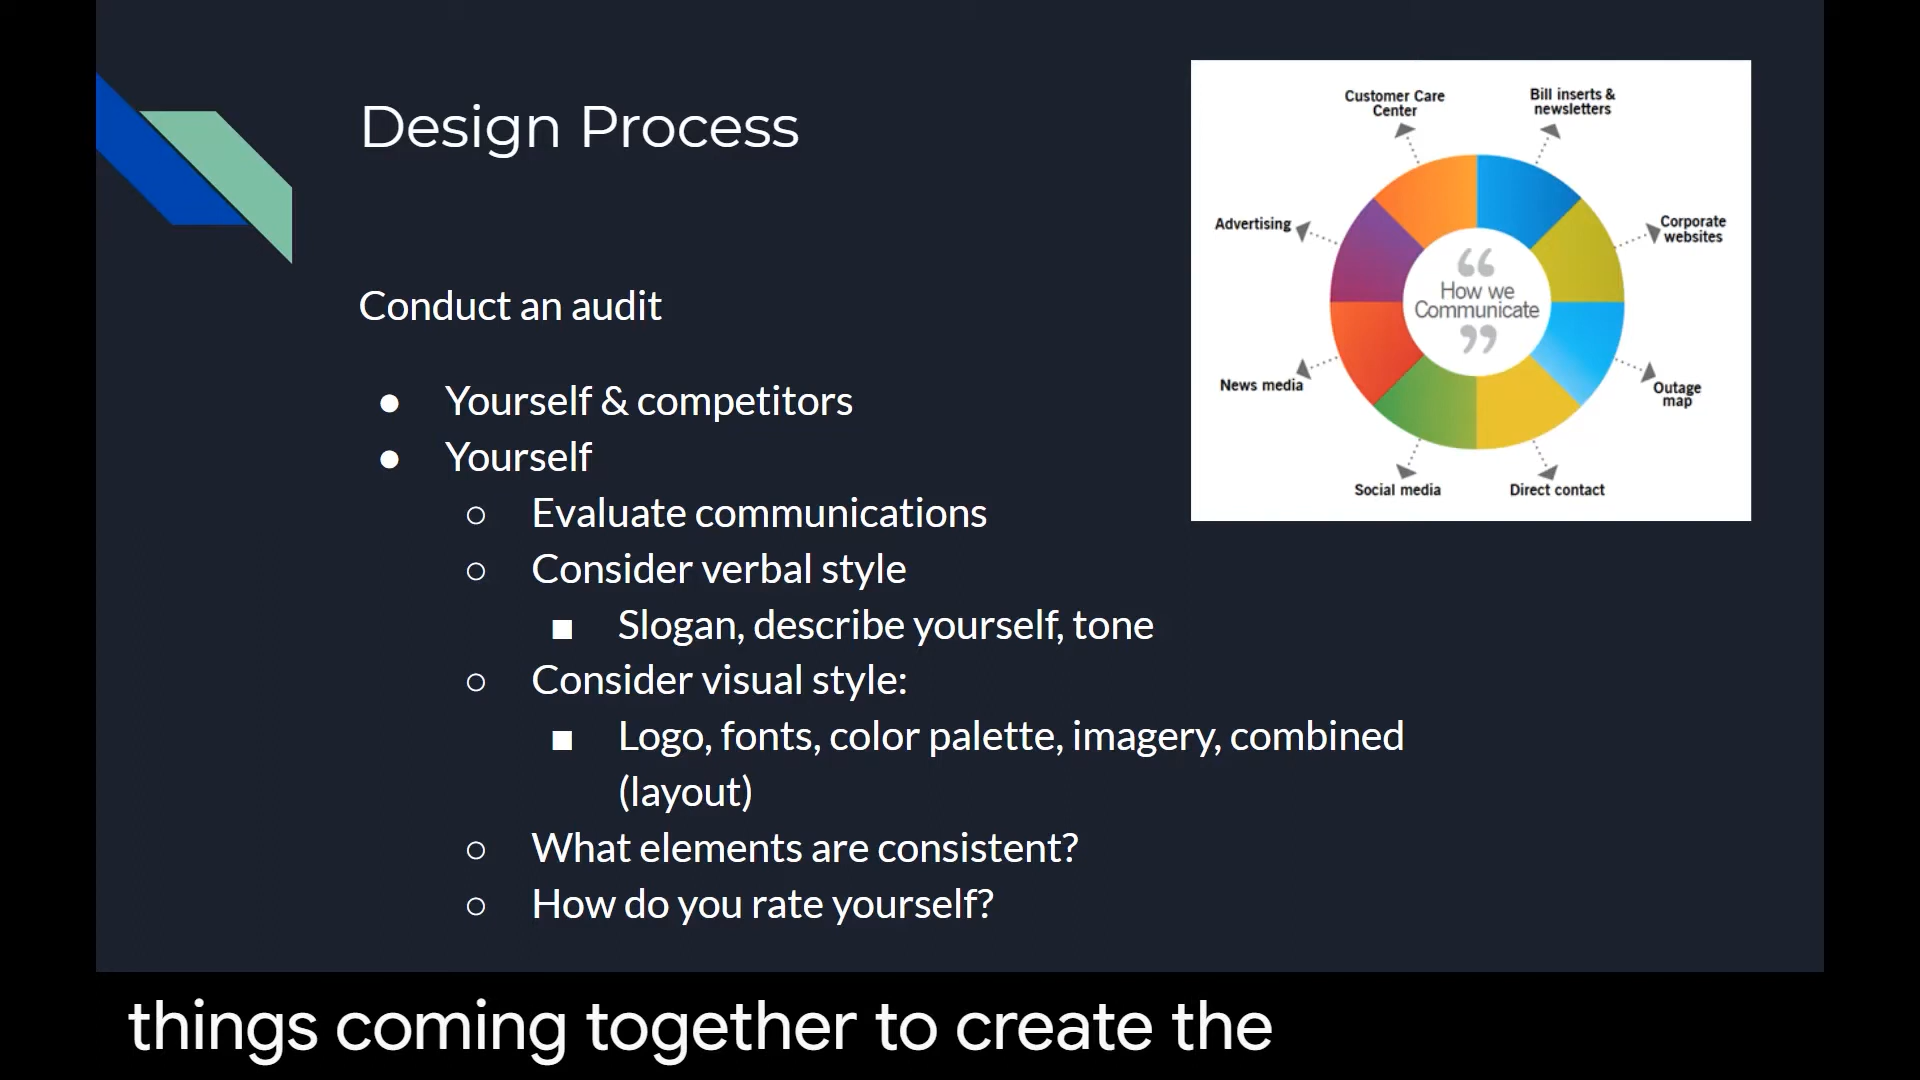 Design Process
Conduct an audit
● Yourself & competitors
● Yourself
○ Evaluate communications
○ Consider verbal style
■ Slogan, describe yourself, tone
○ Consider visual style:
■ Logo, fonts, color palette, imagery, combined
(layout)
○ What elements are consistent?
○ How do you rate yourself?
Customer Care
Center
Bill inserts &
newsletters
Advertising
Corporate
websites
“
How we
Communicate
”
News media
Outage
map
Social media
Direct contact
things coming together to create the